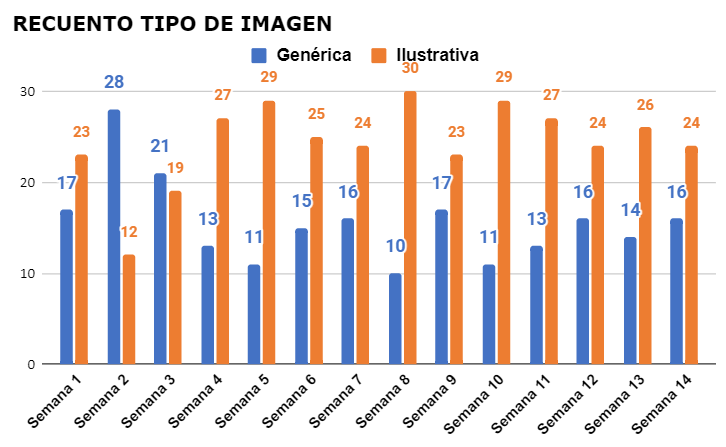 RECUENTO TIPO DE IMAGEN
Genérica Ilustrativa
30
20
10
0
17 23
28 12
21 19
13 27
11 29
15 25
16 24
10 30
17 23
11 29
13 27
16 24
14 26
16 24
Semana 1
Semana 2
Semana 3
Semana 4
Semana 5
Semana 6
Semana 7
Semana 8
Semana 9
Semana 10
Semana 11
Semana 12
Semana 13
Semana 14